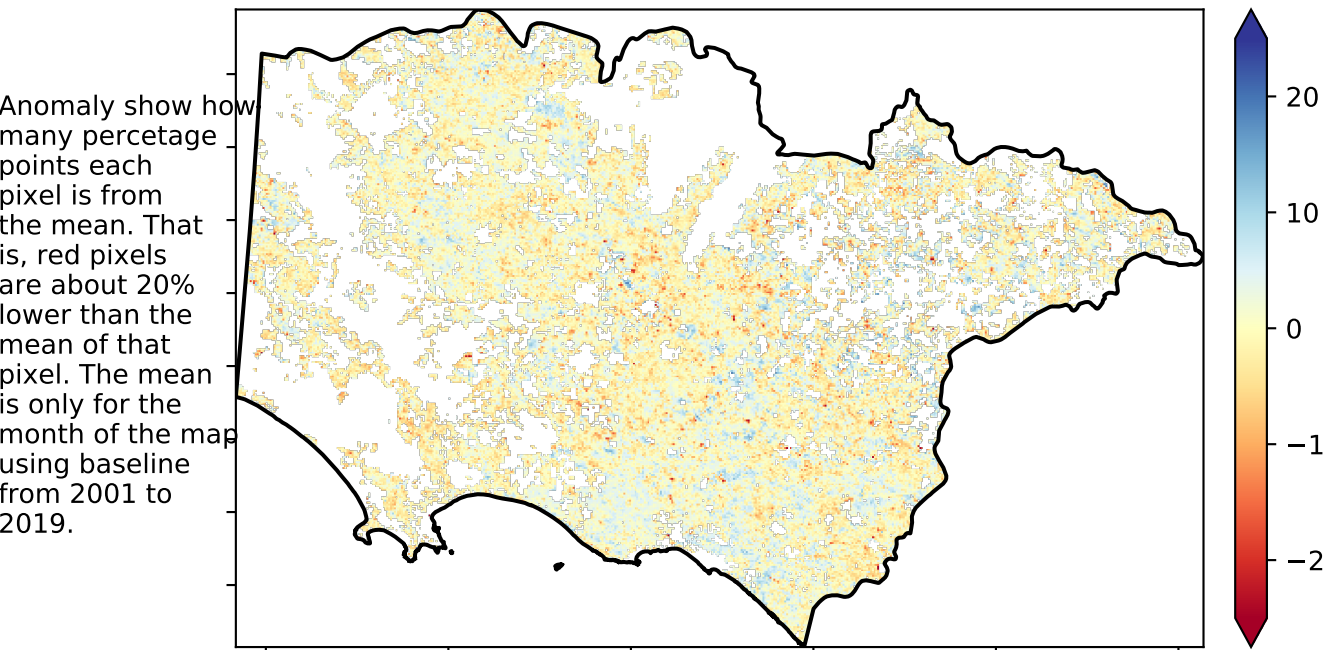 Anomaly show how
many percetage
points each
pixel is from
the mean. That
is, red pixels
are about 20%
lower than the
mean of that
pixel. The mean
is only for the
month of the map
using baseline
from 2001 to
2019.
20
10
0
−1
−2